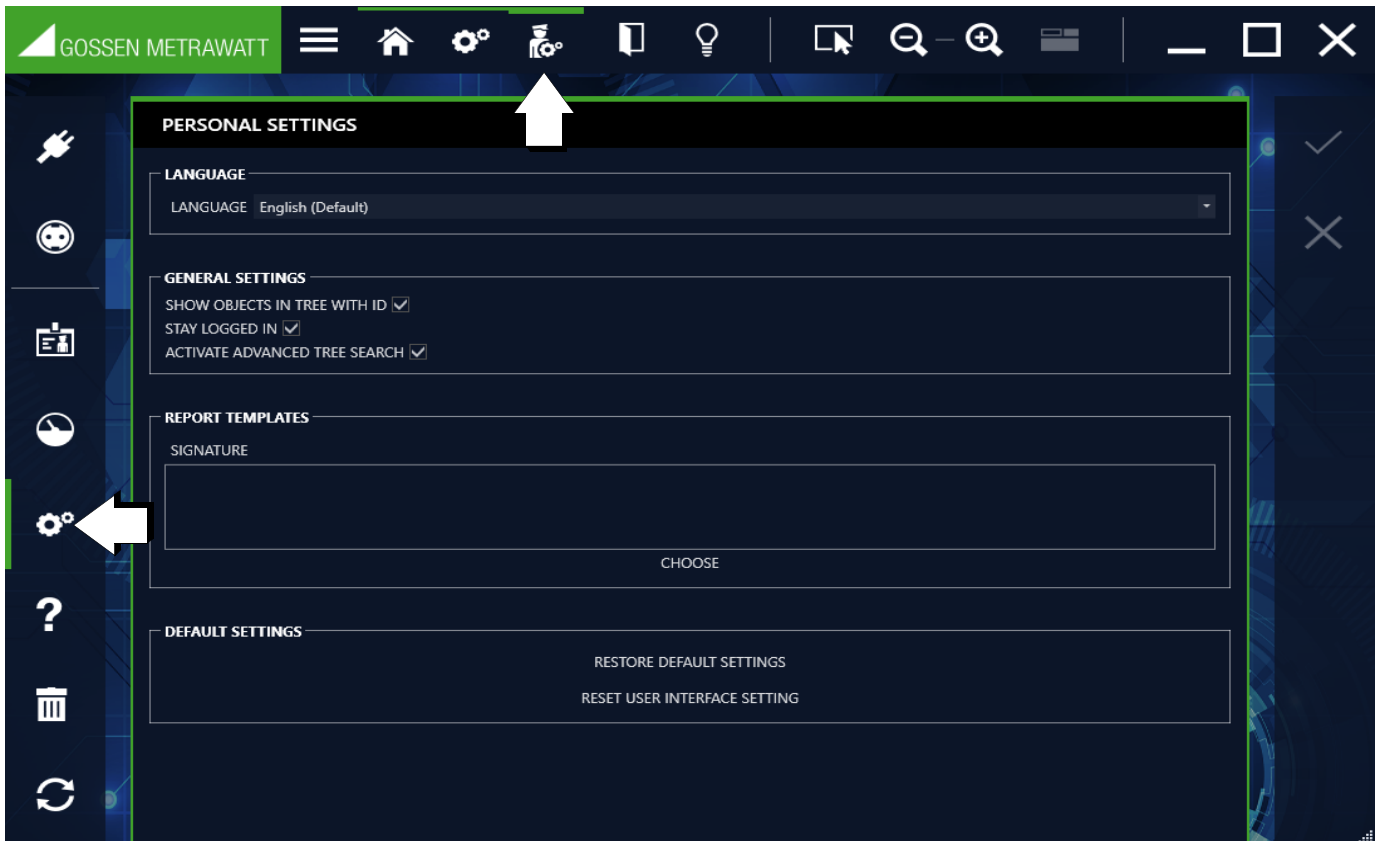 GOSSEN METRAWATT
PERSONAL SETTINGS
LANGUAGE
LANGUAGE English (Default)
GENERAL SETTINGS
SHOW OBJECTS IN TREE WITH ID
STAY LOGGED IN
ACTIVATE ADVANCED TREE SEARCH
REPORT TEMPLATES
SIGNATURE
CHOOSE
?
DEFAULT SETTINGS
RESTORE DEFAULT SETTINGS
RESET USER INTERFACE SETTING